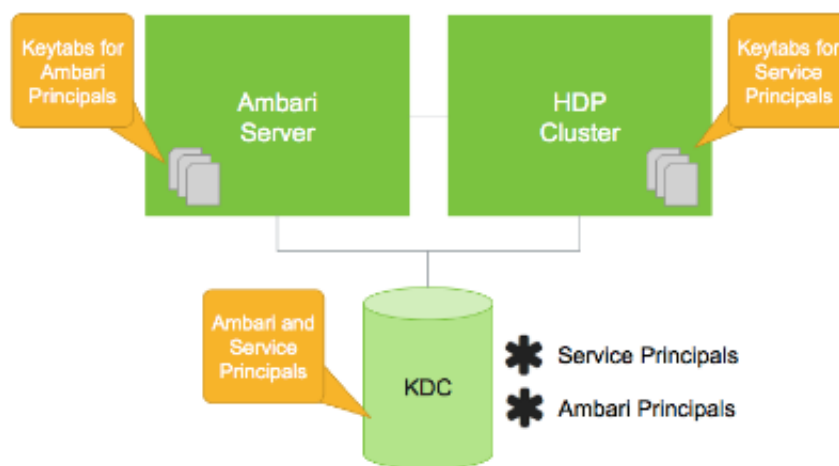 Keytabs for
Ambari
Principals
Ambari
Server
HDP
Cluster
Keytabs for
Service
Principals
Ambari and
Service
Principals
KDC
Service Principals
Ambari Principals